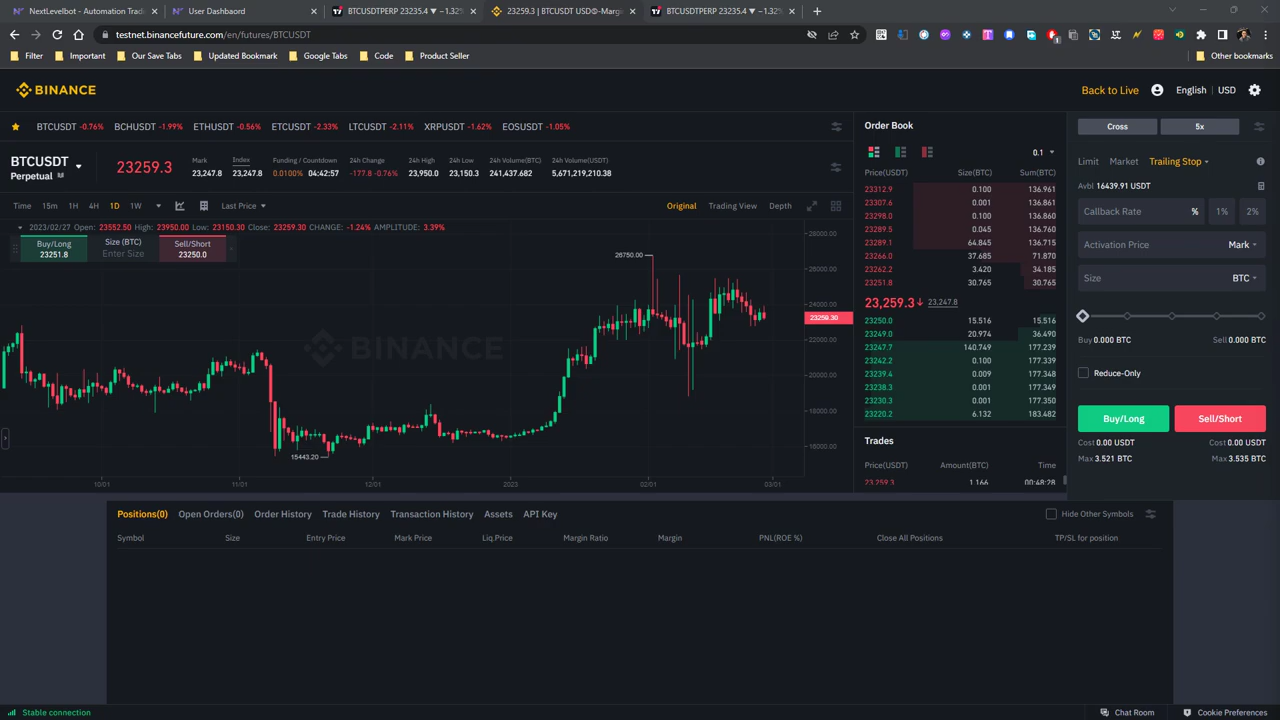 NextLevelbot - Automation Trad
User Dashbaord
BTCUSDTPERP 23235.4 ▼ −1.32%
23259.3 | BTCUSDT USDⓈ-Margi
BTCUSDTPERP 23235.4 ▼ −1.32%
testnet.binancefuture.com/en/futures/BTCUSDT
Filter Important Our Save Tabs Updated Bookmark Google Tabs Code Product Seller Other bookmarks
BINANCE Back to Live English USD
BTCUSDT -0.76% BCHUSDT -1.99% ETHUSDT -0.56% ETCUSDT -2.33% LTCUSDT -2.11% XRPUSDT -1.62% EOSUSDT -1.05%
BTCUSDT
Perpetual
23259.3
Mark Index Funding / Countdown 24h Change 24h High 24h Low 24h Volume(BTC) 24h Volume(USDT)
23,247.8 23,247.8 0.0100% 04:42:57 -177.8 -0.76% 23,950.0 23,150.3 241,437.682 5,671,219,210.38
Time 15m 1H 4H 1D 1W Last Price Original Trading View Depth
2023/02/27 Open: 23552.50 High: 23950.00 Low: 23150.30 Close: 23259.30 CHANGE: -1.24% AMPLITUDE: 3.39%
Buy/Long Size (BTC) Sell/Short
23251.8 Enter Size 23250.0
28000.00
26750.00
26000.00
24000.00
23259.30
22000.00
BINANCE
20000.00
18000.00
16000.00
15443.20
10/01 11/01 12/01 2023 02/01 03/01
Order Book
0.1
Price(USDT) Size(BTC) Sum(BTC)
23312.9 0.100 136.961
23307.6 0.001 136.861
23298.0 0.100 136.860
23289.5 0.045 136.760
23289.1 64.845 136.715
23266.0 37.685 71.870
23262.2 3.420 34.185
23251.8 30.765 30.765
23,259.3↓ 23,247.8
23250.0 15.516 15.516
23249.0 20.974 36.490
23247.7 140.749 177.239
23242.2 0.100 177.339
23239.4 0.009 177.348
23238.3 0.001 177.349
23230.3 0.001 177.350
23220.2 6.132 183.482
Trades
Price(USDT) Amount(BTC) Time
23,259.3 1.166 00:48:28
Cross 5x
Limit Market Trailing Stop
Avbl 16439.91 USDT
Callback Rate % 1% 2%
Activation Price Mark
Size BTC
Buy 0.000 BTC Sell 0.000 BTC
Reduce-Only
Buy/Long Sell/Short
Cost 0.00 USDT Cost 0.00 USDT
Max 3.521 BTC Max 3.535 BTC
Positions(0) Open Orders(0) Order History Trade History Transaction History Assets API Key Hide Other Symbols
Symbol Size Entry Price Mark Price Liq.Price Margin Ratio Margin PNL(ROE %) Close All Positions TP/SL for position
Stable connection Chat Room Cookie Preferences